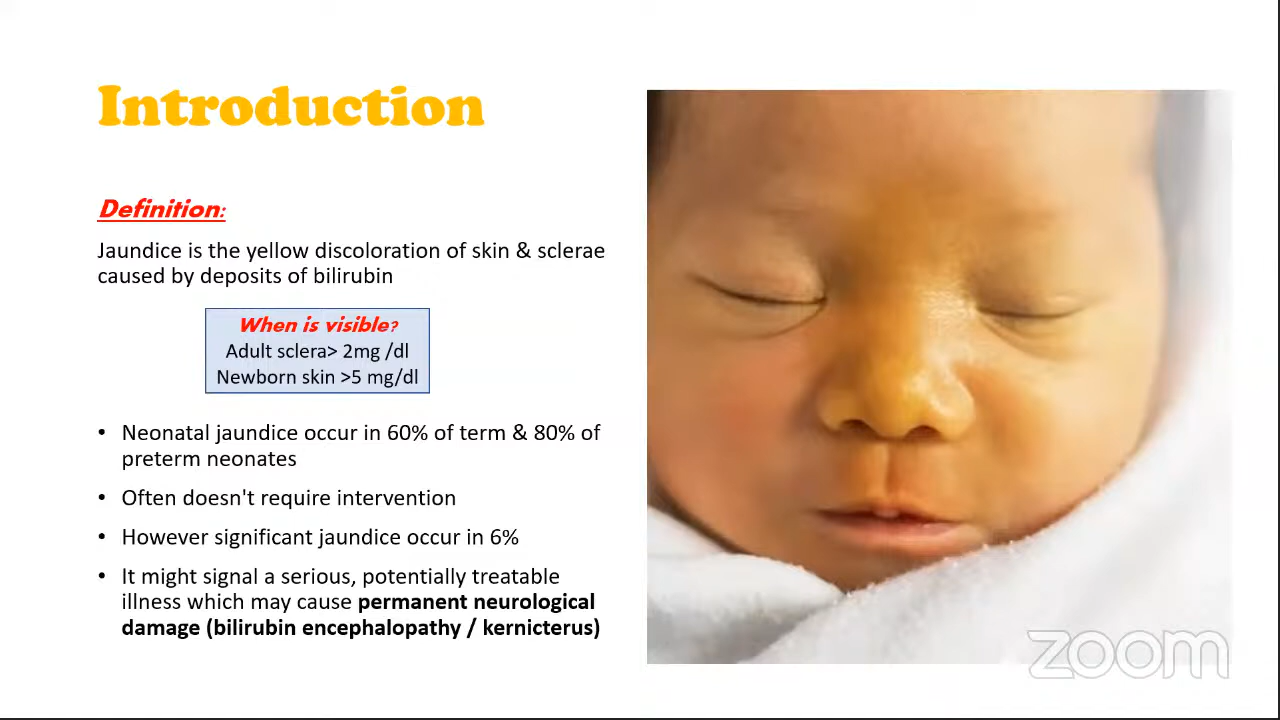 Introduction
Definition:
Jaundice is the yellow discoloration of skin & sclerae
caused by deposits of bilirubin
When is visible?
Adult sclera> 2mg /dl
Newborn skin >5 mg/dl
• Neonatal jaundice occur in 60% of term & 80% of
preterm neonates
• Often doesn't require intervention
• However significant jaundice occur in 6%
• It might signal a serious, potentially treatable
illness which may cause permanent neurological
damage (bilirubin encephalopathy / kernicterus)
zoom